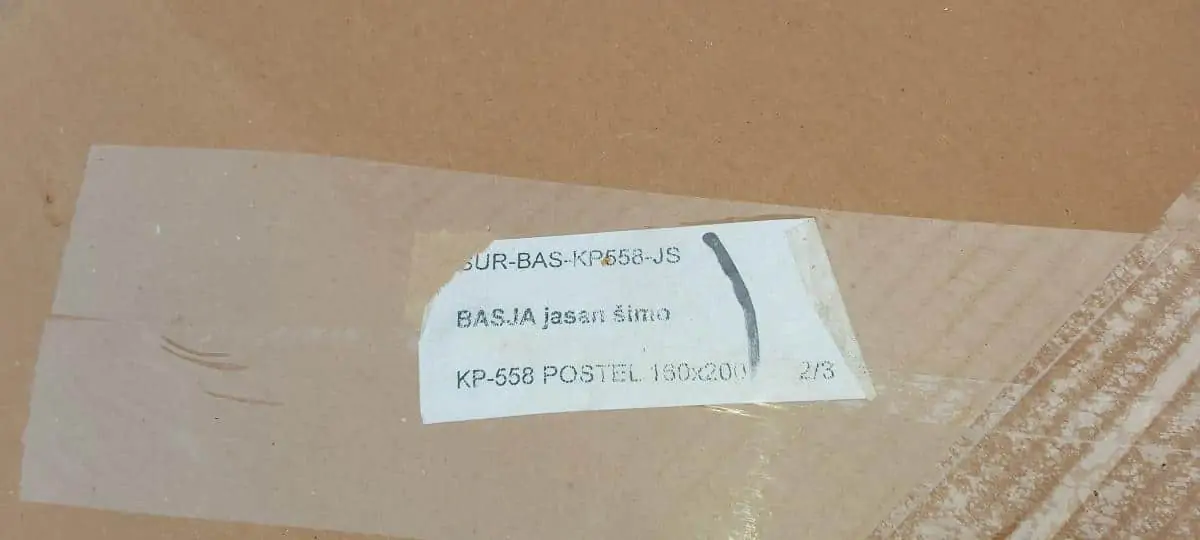 SUR-BAS-KP558-JS
BASJA jasan šimo
KP-558 POSTEL 160x200 2/3